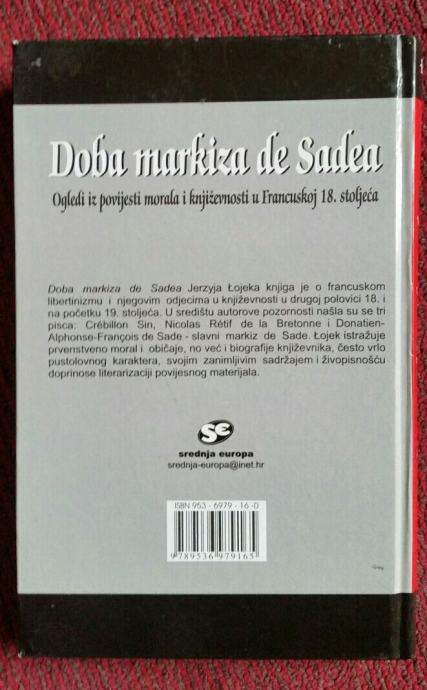 Doba markiza de Sadea
Ogledi iz povijesti morala i književnosti u Francuskoj 18. stoljeća
Doba markiza de Sadea Jerzyja Łojeka knjiga je o francuskom
libertinizmu i njegovim odjecima u književnosti u drugoj polovici 18. i
na početku 19. stoljeća. U središtu autorove pozornosti našla su se tri
pisca: Crébillon Sin, Nicolas Rétif de la Bretonne i Donatien-
Alphonse-François de Sade - slavni markiz de Sade. Łojek istražuje
prvenstveno moral i običaje, no već i biografije književnika, često vrlo
pustolovnog karaktera, svojim zanimljivim sadržajem i živopisnošću
doprinose literarizaciji povijesnog materijala.
se
srednja europa
srednja-europa@inet.hr
ISBN 953 - 6979 - 16 -0
9 789536 979165